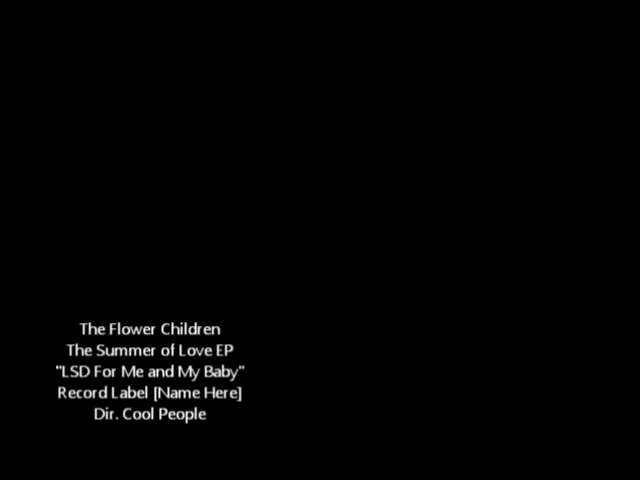 The Flower Children
The Summer of Love EP
"LSD For Me and My Baby"
Record Label [Name Here]
Dir. Cool People